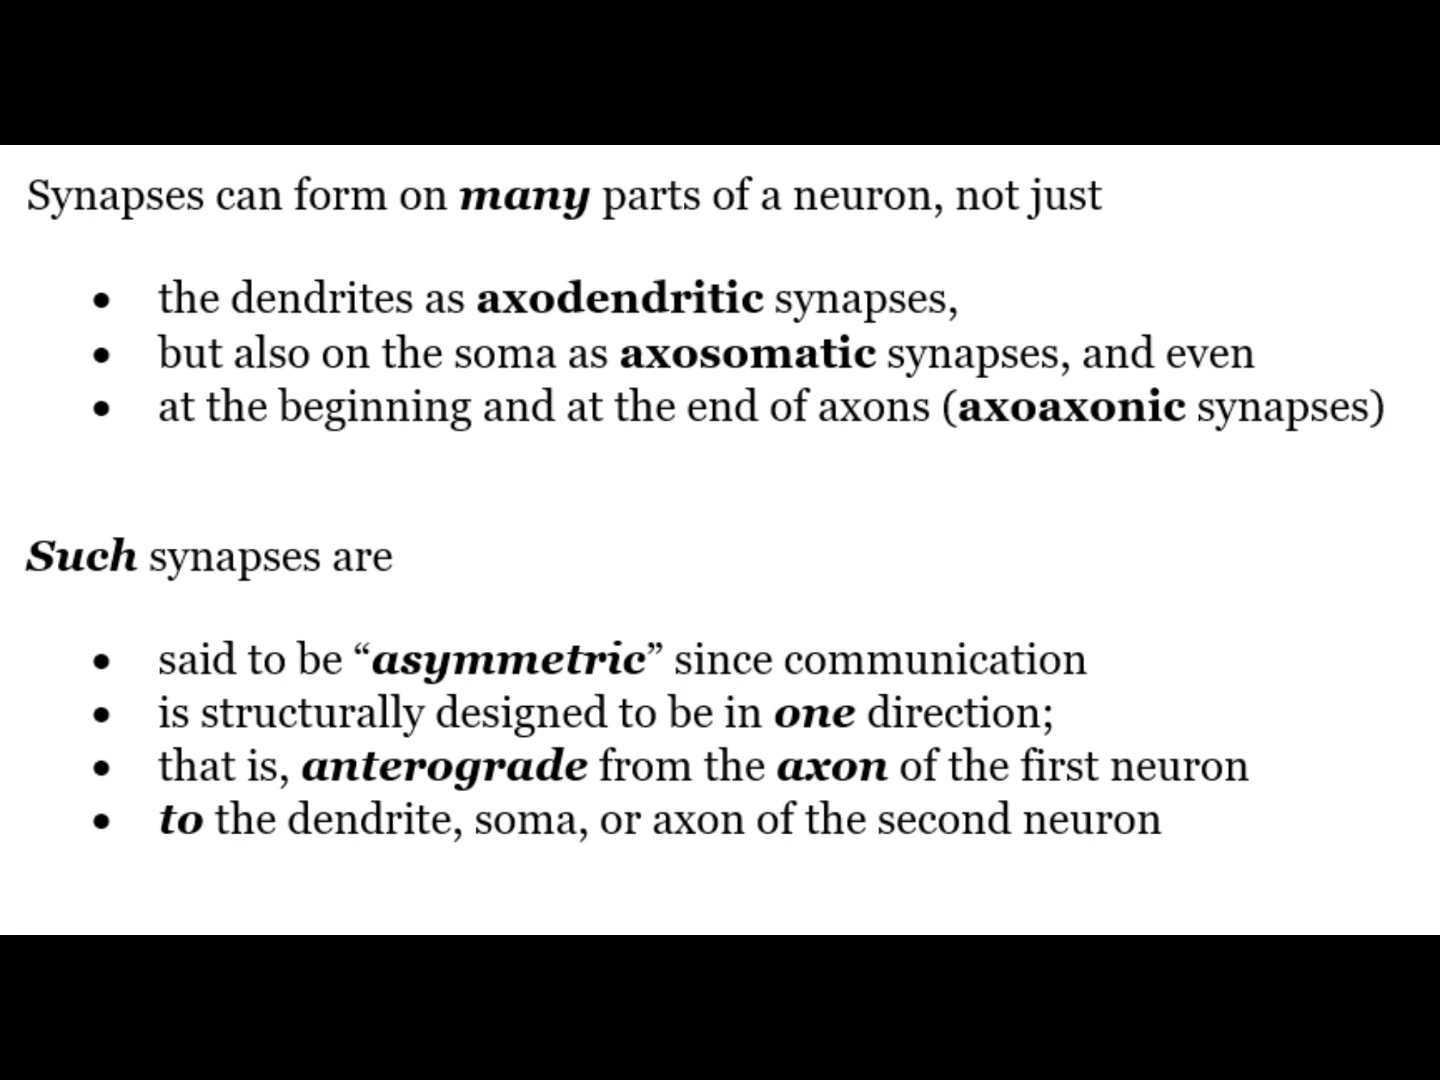 Synapses can form on many parts of a neuron, not just
• the dendrites as axodendritic synapses,
• but also on the soma as axosomatic synapses, and even
• at the beginning and at the end of axons (axoaxonic synapses)
Such synapses are
• said to be “asymmetric” since communication
• is structurally designed to be in one direction;
• that is, anterograde from the axon of the first neuron
• to the dendrite, soma, or axon of the second neuron